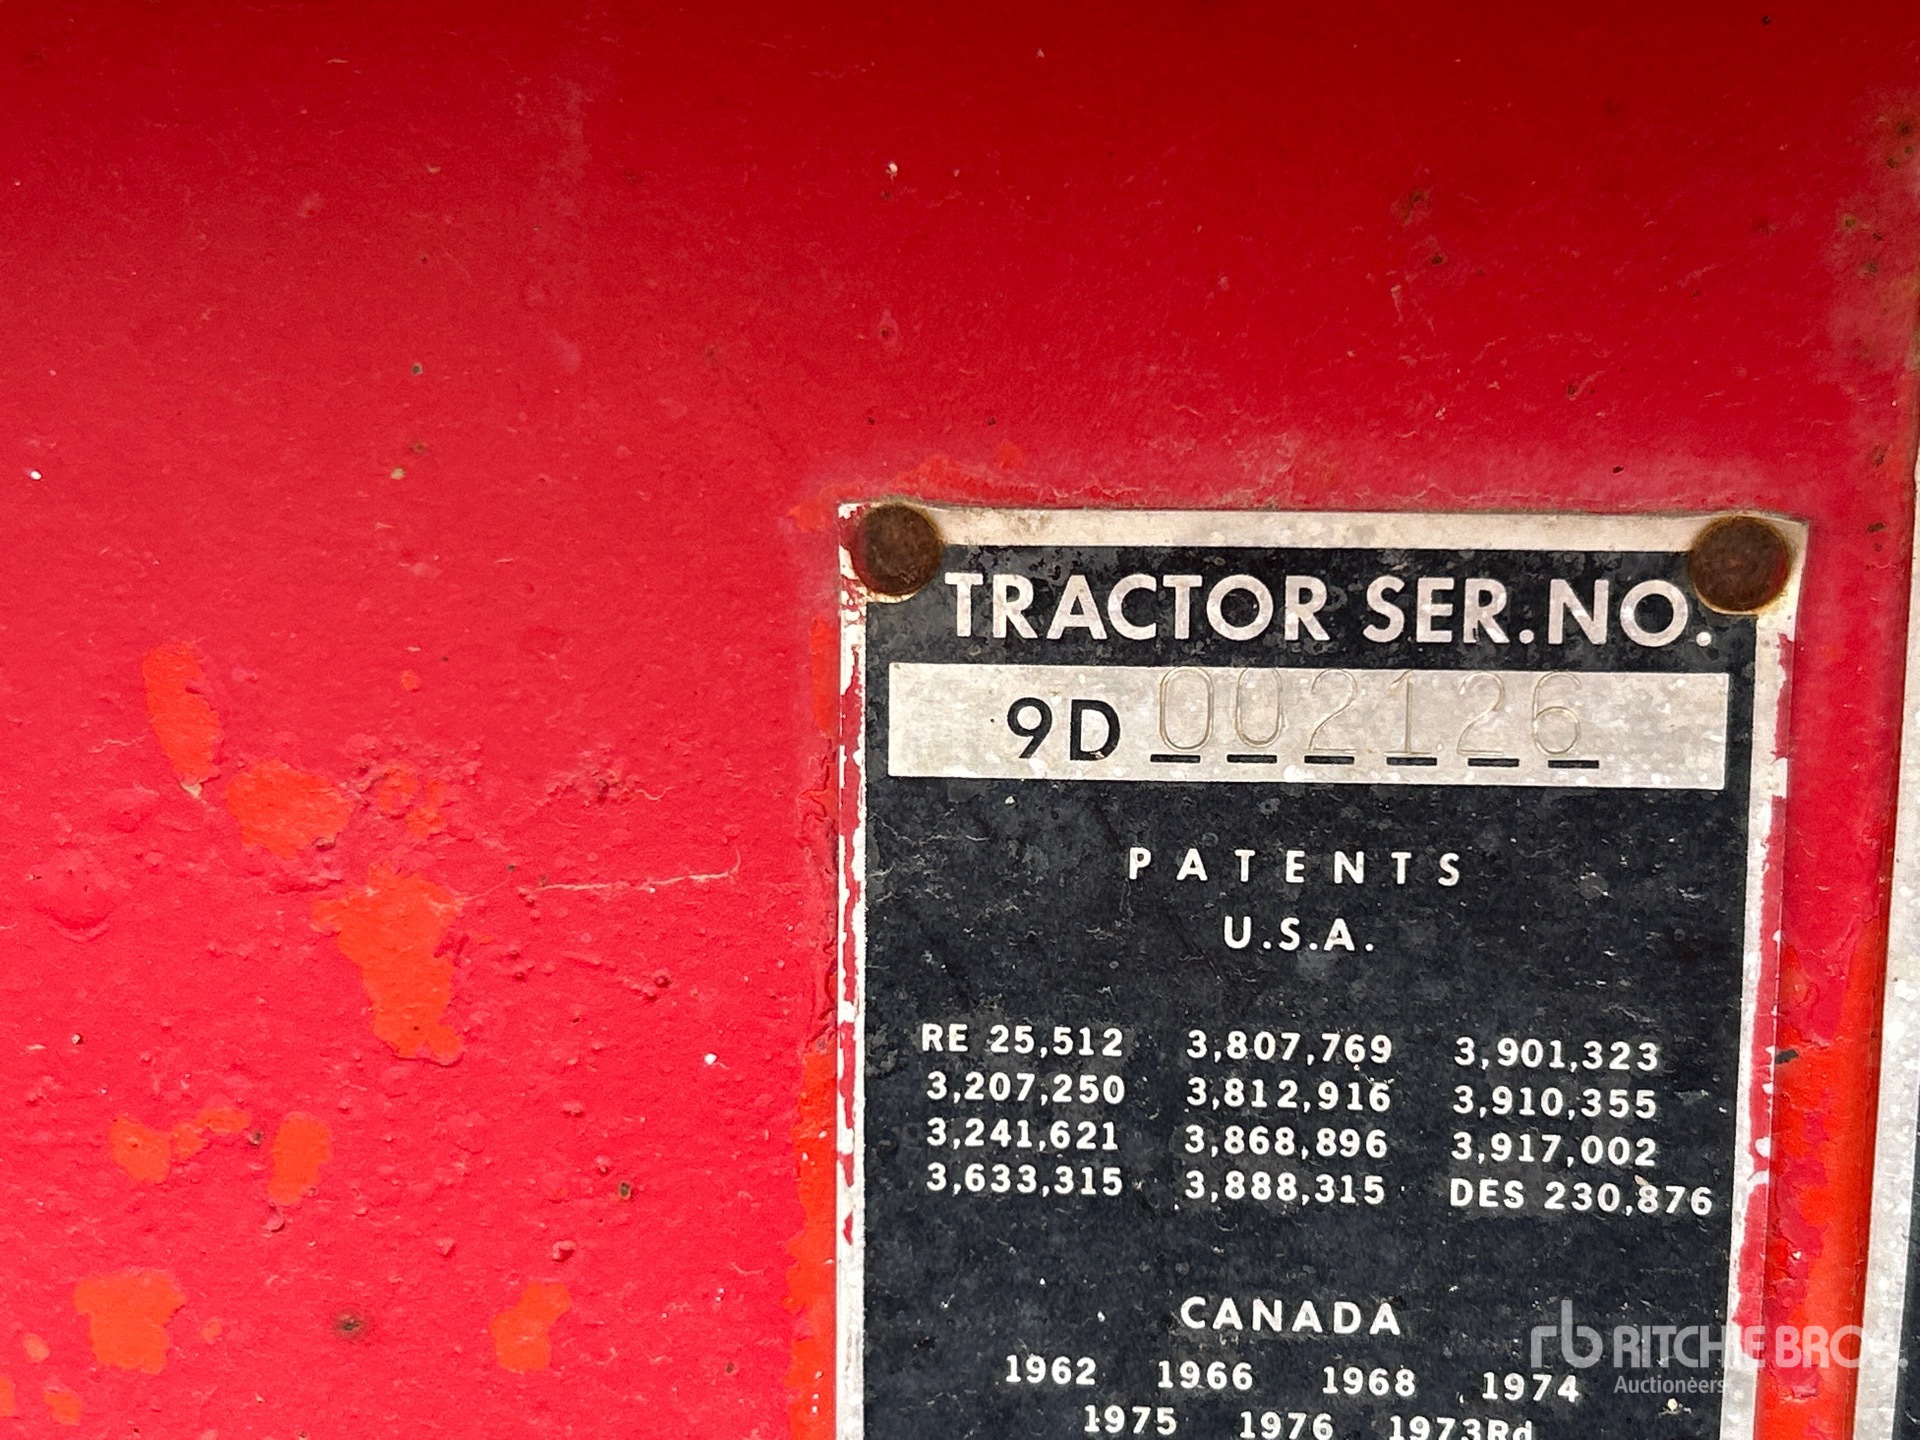 TRACTOR SER.NO.
9D 002126
PATENTS
U.S.A.
RE 25,512 3,807,769 3,901,323
3,207,250 3,812,916 3,910,355
3,241,621 3,868,896 3,917,002
3,633,315 3,888,315 DES 230,876
CANADA
1962 1966 1968 1974
1975 1976 1973Rd
rb RITCHIE BROS.
Auctioneers